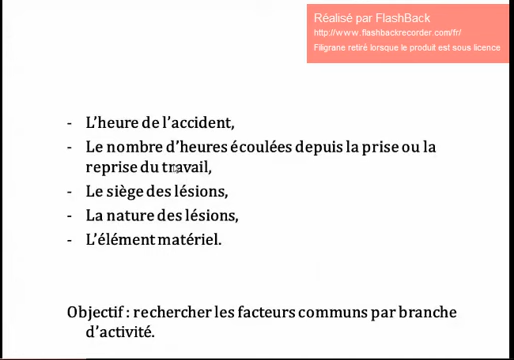 Réalisé par FlashBack
http://www.flashbackrecorder.com/fr/
Filigrane retiré lorsque le produit est sous licence
- L'heure de l'accident,
- Le nombre d'heures écoulées depuis la prise ou la
reprise du travail,
- Le siège des lésions,
- La nature des lésions,
- L'élément matériel.
Objectif : rechercher les facteurs communs par branche
d'activité.